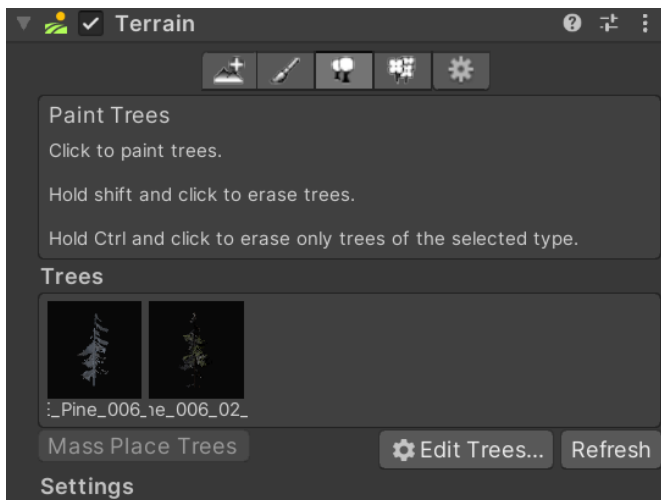 Terrain
Paint Trees
Click to paint trees.
Hold shift and click to erase trees.
Hold Ctrl and click to erase only trees of the selected type.
Trees
_Pine_006_ ne_006_02_
Mass Place Trees Edit Trees... Refresh
Settings